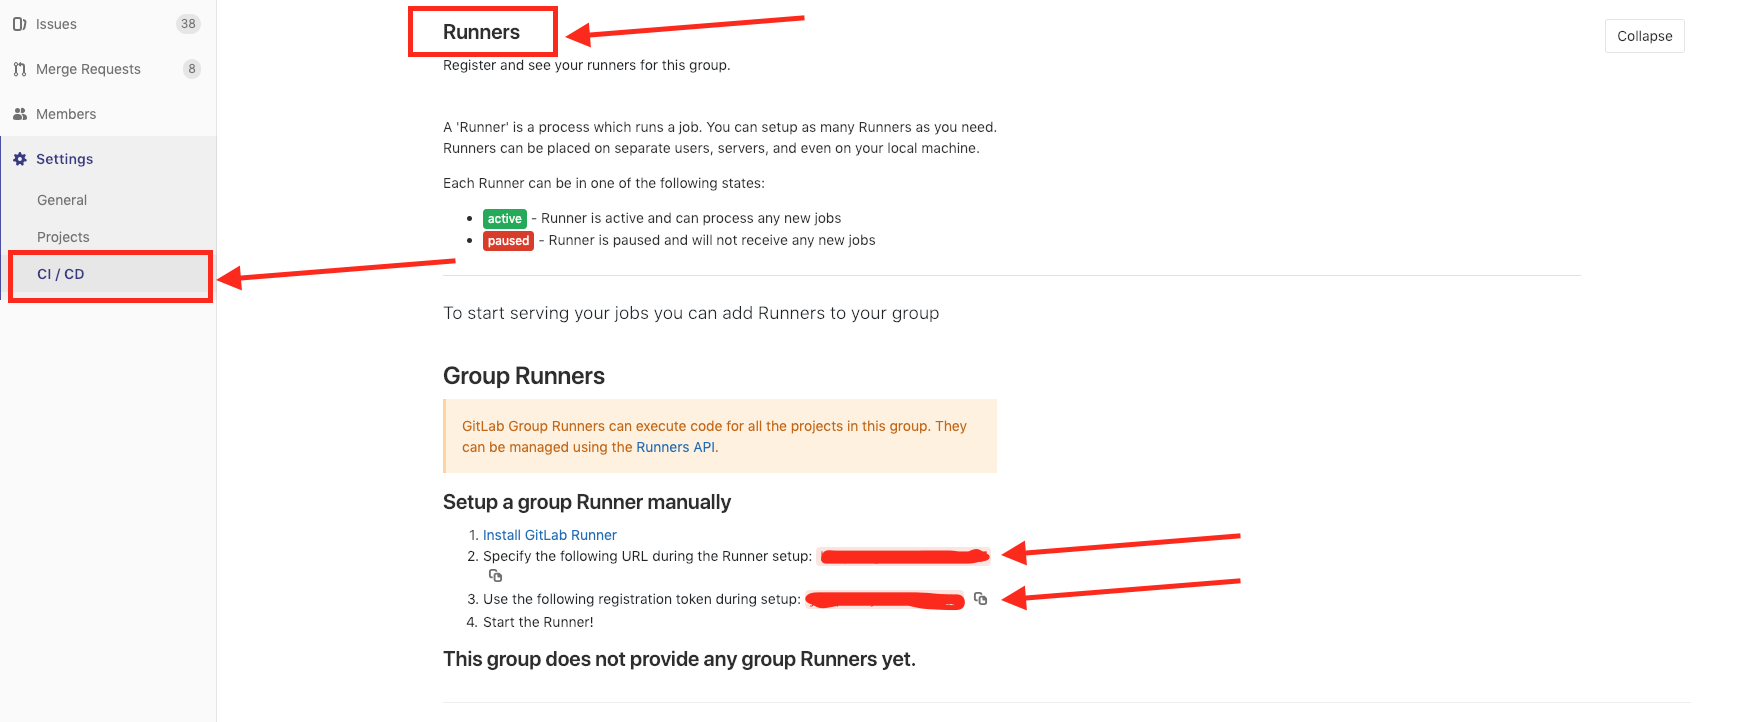 Issues 38
Merge Requests 8
Members
Settings
General
Projects
CI / CD
Runners
Collapse
Register and see your runners for this group.
A 'Runner' is a process which runs a job. You can setup as many Runners as you need.
Runners can be placed on separate users, servers, and even on your local machine.
Each Runner can be in one of the following states:
• active - Runner is active and can process any new jobs
• paused - Runner is paused and will not receive any new jobs
To start serving your jobs you can add Runners to your group
Group Runners
GitLab Group Runners can execute code for all the projects in this group. They
can be managed using the Runners API.
Setup a group Runner manually
1. Install GitLab Runner
2. Specify the following URL during the Runner setup:
3. Use the following registration token during setup:
4. Start the Runner!
This group does not provide any group Runners yet.